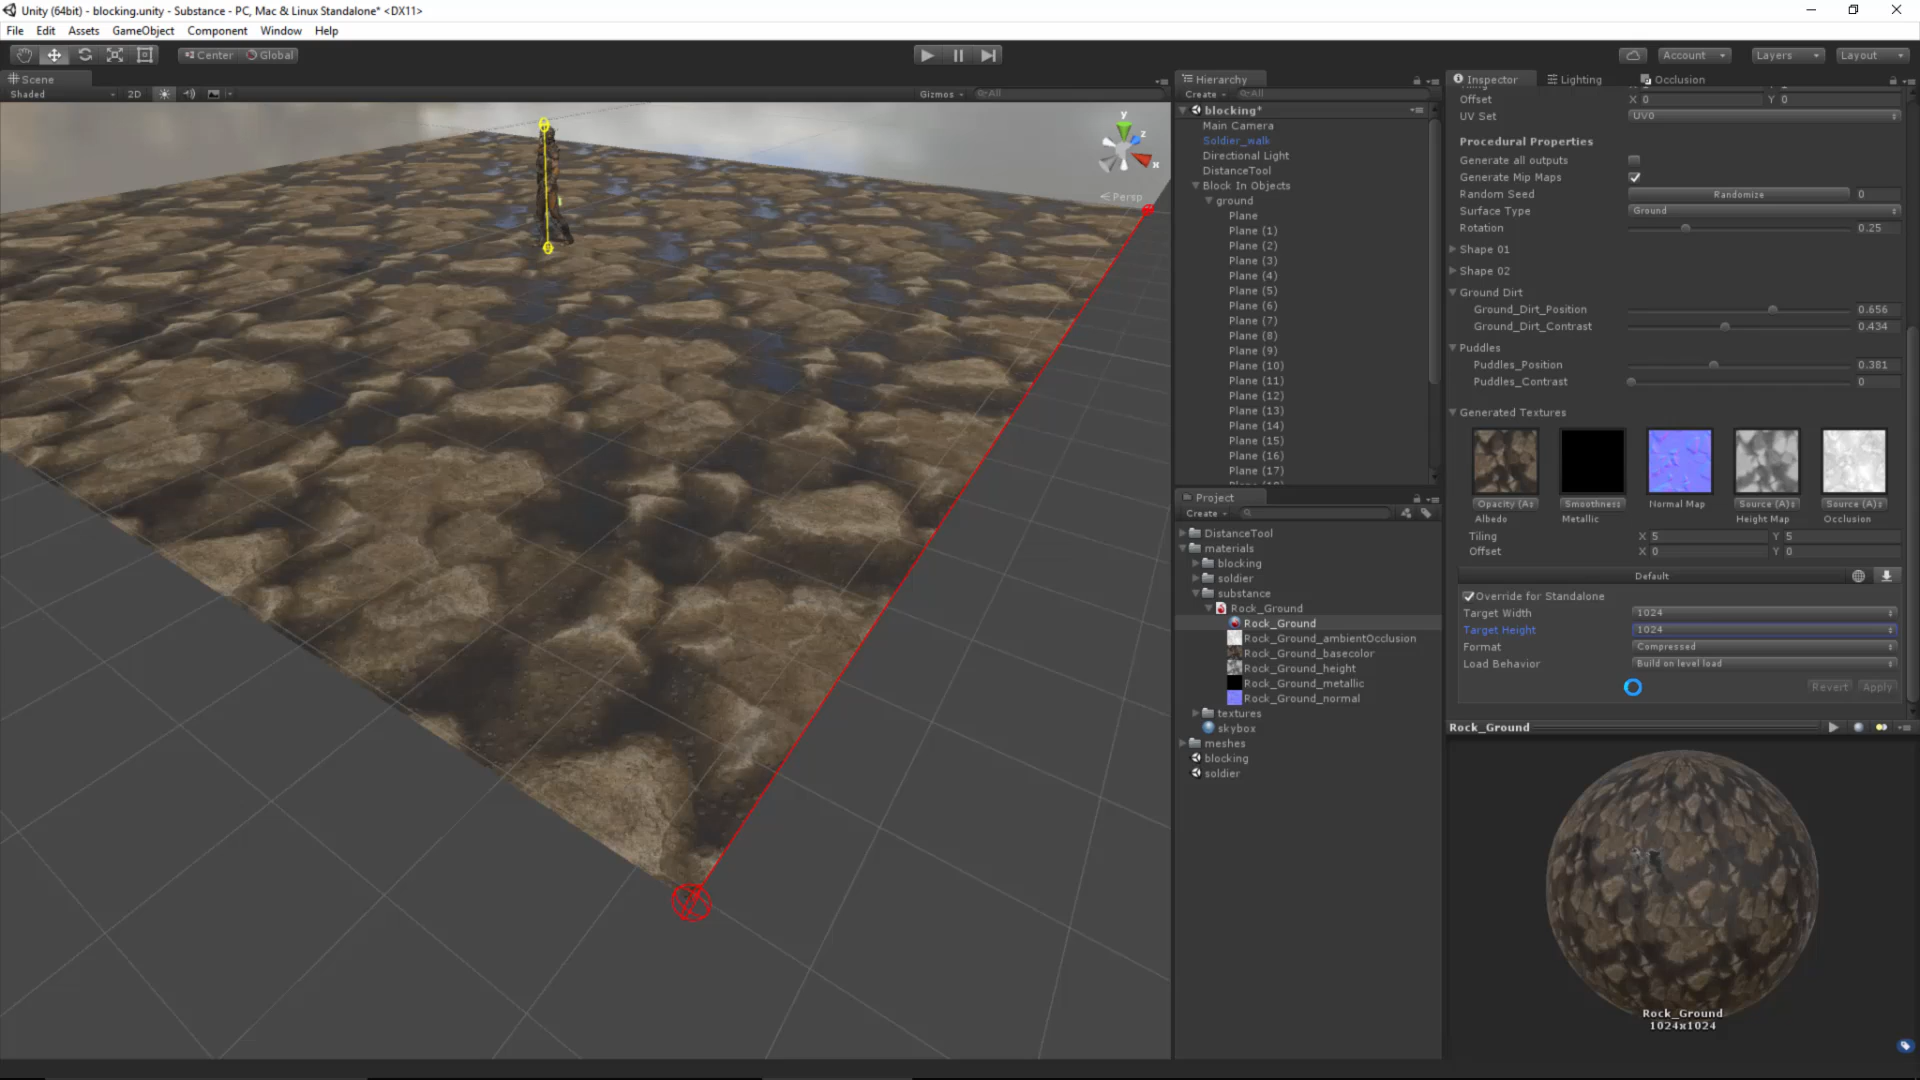 Unity (64bit) - blocking.unity - Substance - PC, Mac & Linux Standalone* <DX11>
File Edit Assets GameObject Component Window Help
Center Global
Account Layers Layout
Scene
Shaded 2D Gizmos All
y
z
x
Persp
Hierarchy
Create All
blocking*
Main Camera
Soldier_walk
Directional Light
DistanceTool
Block In Objects
ground
Plane
Plane (1)
Plane (2)
Plane (3)
Plane (4)
Plane (5)
Plane (6)
Plane (7)
Plane (8)
Plane (9)
Plane (10)
Plane (11)
Plane (12)
Plane (13)
Plane (14)
Plane (15)
Plane (16)
Plane (17)
Project
Create
DistanceTool
materials
blocking
soldier
substance
Rock_Ground
Rock_Ground
Rock_Ground_ambientOcclusion
Rock_Ground_basecolor
Rock_Ground_height
Rock_Ground_metallic
Rock_Ground_normal
textures
skybox
meshes
blocking
soldier
Inspector Lighting Occlusion
Offset X 0 Y 0
UV Set UV0
Procedural Properties
Generate all outputs
Generate Mip Maps
Random Seed Randomize 0
Surface Type Ground
Rotation 0.25
Shape 01
Shape 02
Ground Dirt
Ground_Dirt_Position 0.656
Ground_Dirt_Contrast 0.434
Puddles
Puddles_Position 0.381
Puddles_Contrast 0
Generated Textures
Opacity (A Smoothness Normal Map Source (A) Source (A)
Albedo Metallic Height Map Occlusion
Tiling X 5 Y 5
Offset X 0 Y 0
Default
Override for Standalone
Target Width 1024
Target Height 1024
Format Compressed
Load Behavior Build on level load
Revert Apply
Rock_Ground
Rock_Ground
1024x1024